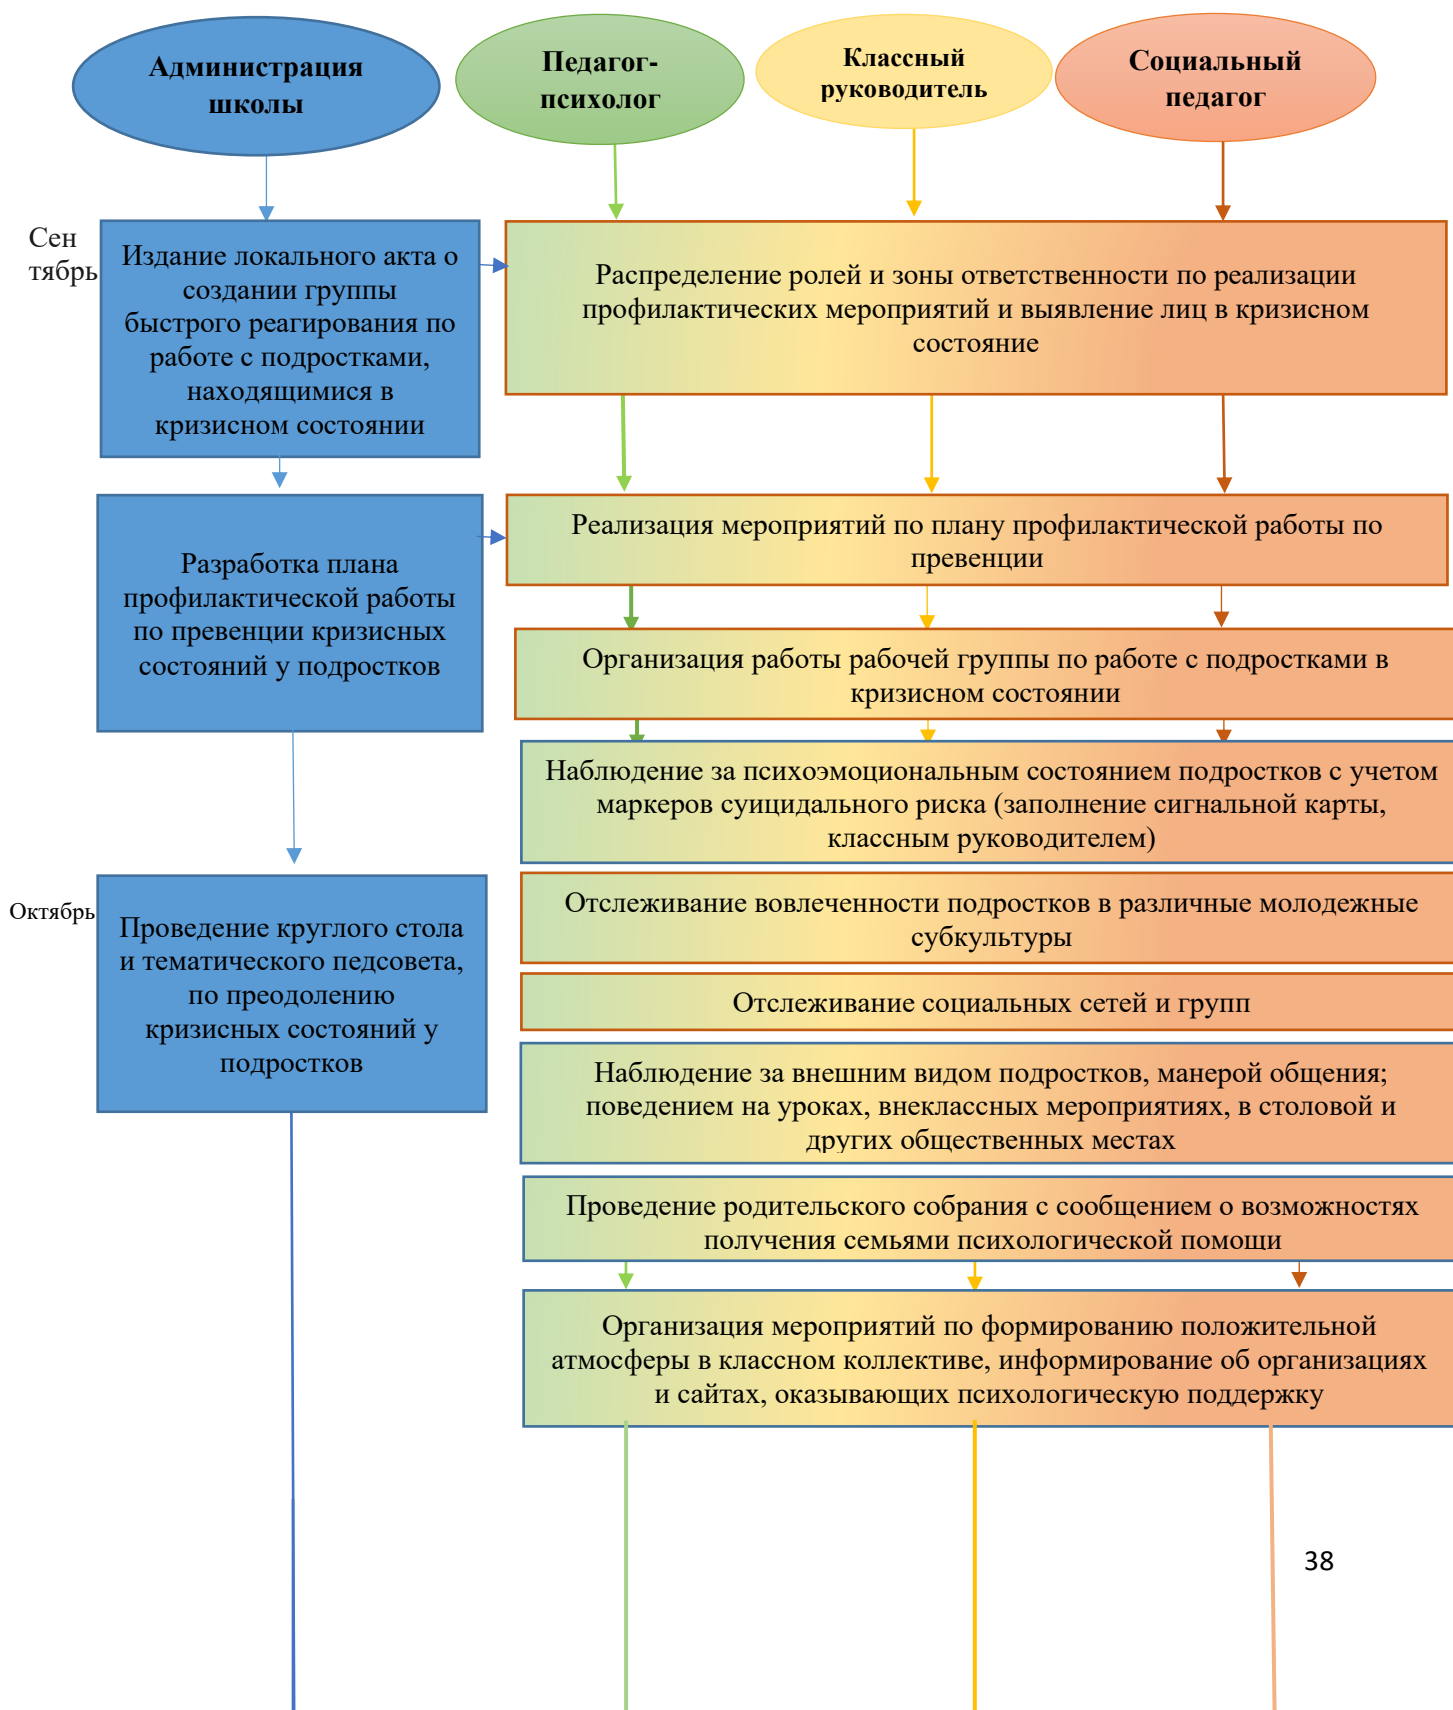 Администрация
школы
Педагог-
психолог
Классный
руководитель
Социальный
педагог
Сен
тябрь
Издание локального акта о
создании группы
быстрого реагирования по
работе с подростками,
находящимися в
кризисном состоянии
Распределение ролей и зоны ответственности по реализации
профилактических мероприятий и выявление лиц в кризисном
состояние
Разработка плана
профилактической работы
по превенции кризисных
состояний у подростков
Реализация мероприятий по плану профилактической работы по
превенции
Организация работы рабочей группы по работе с подростками в
кризисном состоянии
Наблюдение за психоэмоциональным состоянием подростков с учетом
маркеров суицидального риска (заполнение сигнальной карты,
классным руководителем)
Октябрь
Проведение круглого стола
и тематического педсовета,
по преодолению
кризисных состояний у
подростков
Отслеживание вовлеченности подростков в различные молодежные
субкультуры
Отслеживание социальных сетей и групп
Наблюдение за внешним видом подростков, манерой общения;
поведением на уроках, внеклассных мероприятиях, в столовой и
других общественных местах
Проведение родительского собрания с сообщением о возможностях
получения семьями психологической помощи
Организация мероприятий по формированию положительной
атмосферы в классном коллективе, информирование об организациях
и сайтах, оказывающих психологическую поддержку
38